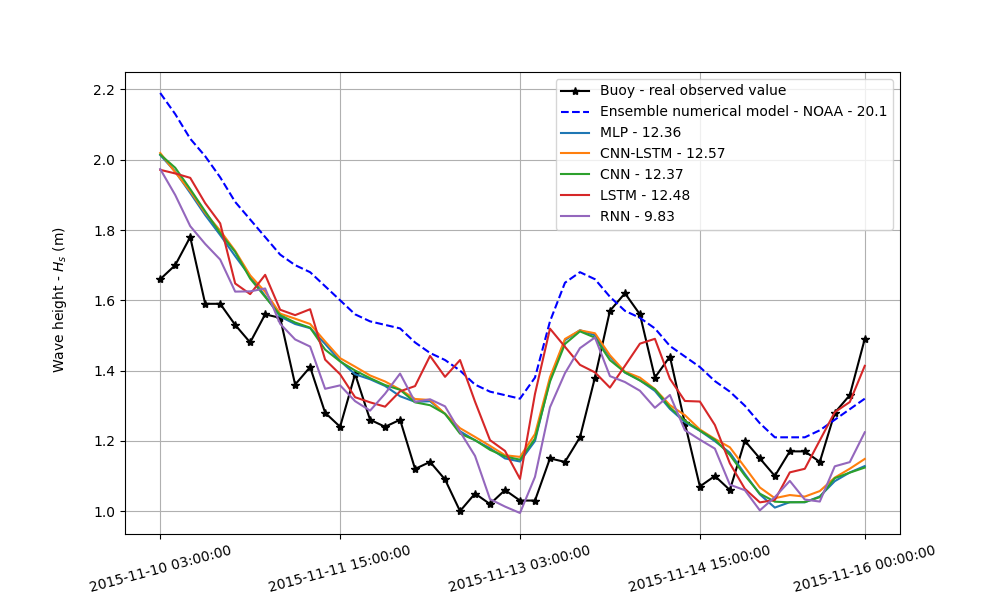 Buoy - real observed value
Ensemble numerical model - NOAA - 20.1
MLP - 12.36
CNN-LSTM - 12.57
CNN - 12.37
LSTM - 12.48
RNN - 9.83
Wave height - Hs (m)
2.2
2.0
1.8
1.6
1.4
1.2
1.0
2015-11-10 03:00:00
2015-11-11 15:00:00
2015-11-13 03:00:00
2015-11-14 15:00:00
2015-11-16 00:00:00